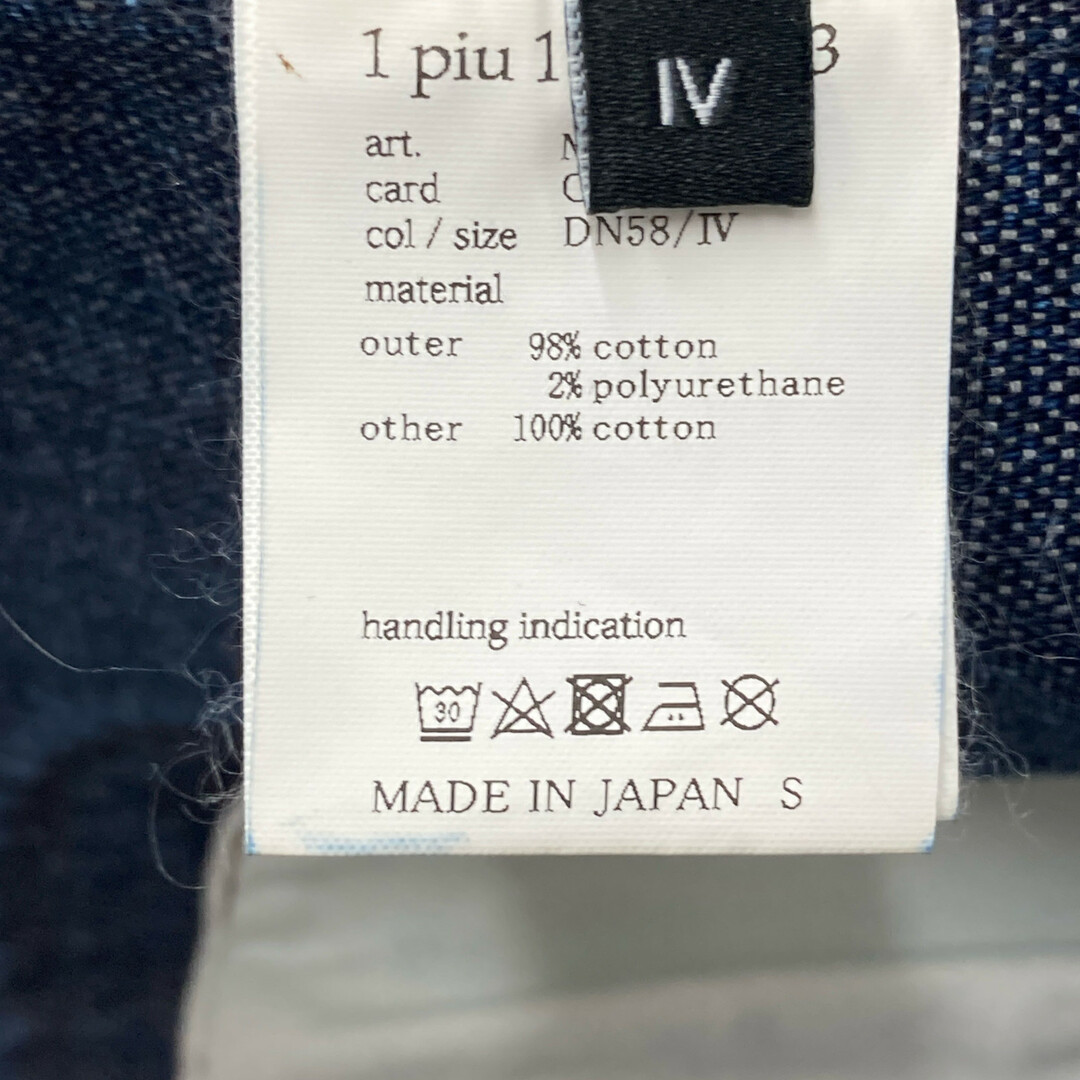 1 piu 1 3
IV
art.
card
col / size DN58/IV
material
outer 98% cotton
2% polyurethane
other 100% cotton
handling indication
30
MADE IN JAPAN S